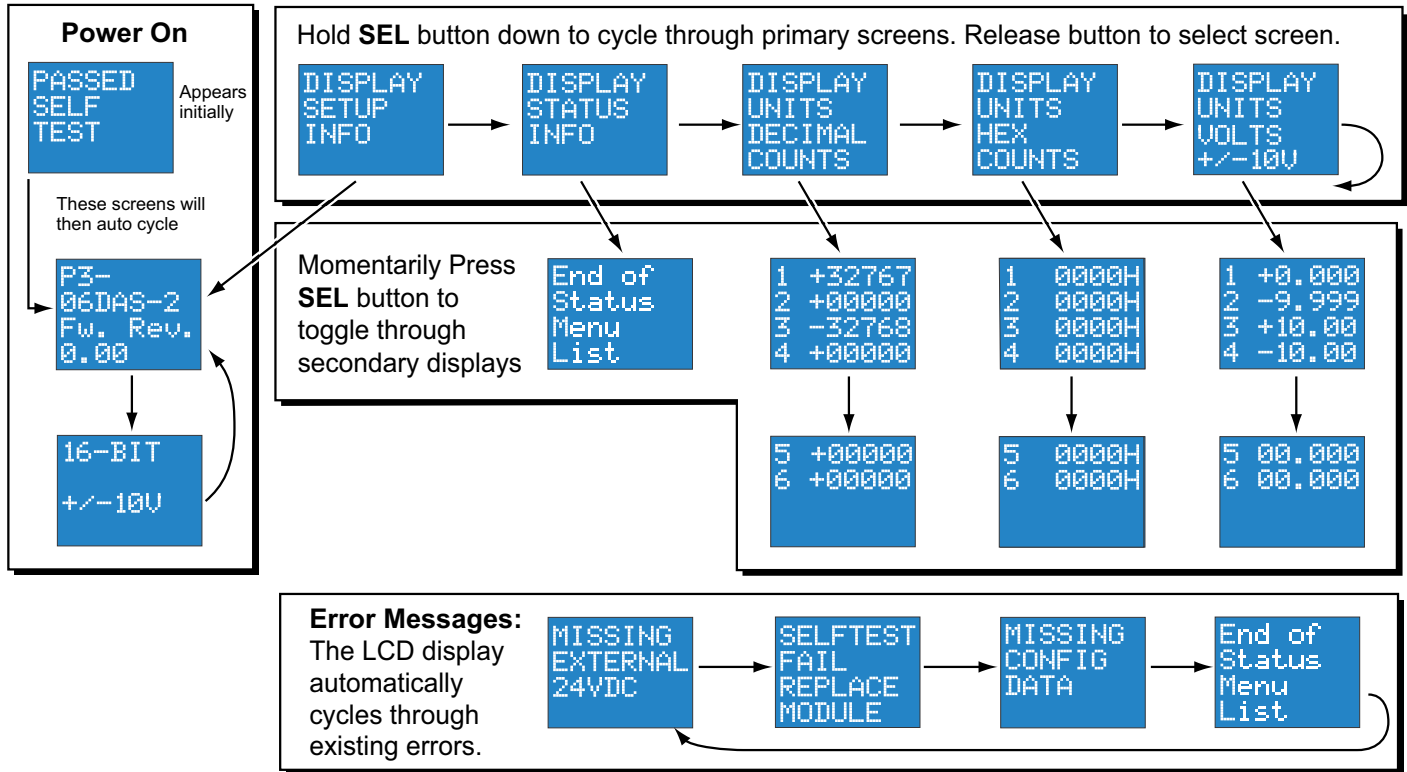 Power On
PASSED
SELF
TEST
Appears
initially
These screens will
then auto cycle
P3-
06DAS-2
Fw. Rev.
0.00
16-BIT
+/-10V
Hold SEL button down to cycle through primary screens. Release button to select screen.
DISPLAY
SETUP
INFO
DISPLAY
STATUS
INFO
DISPLAY
UNITS
DECIMAL
COUNTS
DISPLAY
UNITS
HEX
COUNTS
DISPLAY
UNITS
VOLTS
+/-10V
Momentarily Press
SEL button to
toggle through
secondary displays
End of
Status
Menu
List
1 +32767
2 +00000
3 -32768
4 +00000
1 0000H
2 0000H
3 0000H
4 0000H
1 +0.000
2 -9.999
3 +10.00
4 -10.00
5 +00000
6 +00000
5 0000H
6 0000H
5 00.000
6 00.000
Error Messages:
The LCD display
automatically
cycles through
existing errors.
MISSING
EXTERNAL
24VDC
SELFTEST
FAIL
REPLACE
MODULE
MISSING
CONFIG
DATA
End of
Status
Menu
List